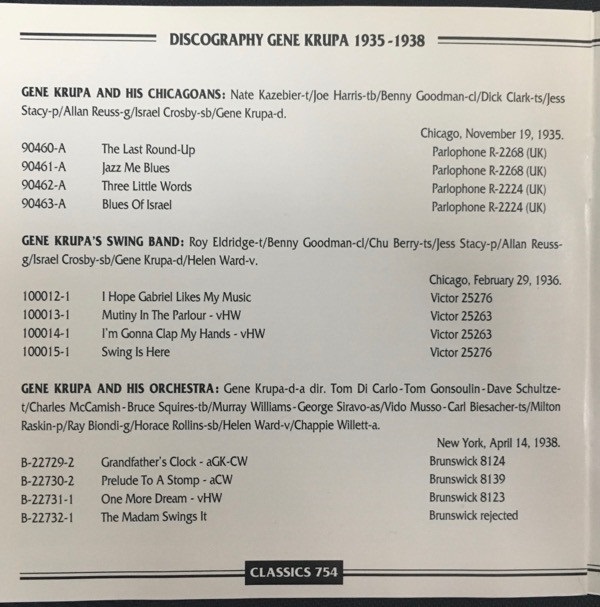 DISCOGRAPHY GENE KRUPA 1935-1938
GENE KRUPA AND HIS CHICAGOANS: Nate Kazebier-t/Joe Harris-tb/Benny Goodman-cl/Dick Clark-ts/Jess
Stacy-p/Allan Reuss-g/Israel Crosby-sb/Gene Krupa-d.
Chicago, November 19, 1935.
90460-A The Last Round-Up Parlophone R-2268 (UK)
90461-A Jazz Me Blues Parlophone R-2268 (UK)
90462-A Three Little Words Parlophone R-2224 (UK)
90463-A Blues Of Israel Parlophone R-2224 (UK)
GENE KRUPA'S SWING BAND: Roy Eldridge-t/Benny Goodman-cl/Chu Berry-ts/Jess Stacy-p/Allan Reuss-
g/Israel Crosby-sb/Gene Krupa-d/Helen Ward-v.
Chicago, February 29, 1936.
100012-1 I Hope Gabriel Likes My Music Victor 25276
100013-1 Mutiny In The Parlour - vHW Victor 25263
100014-1 I'm Gonna Clap My Hands - vHW Victor 25263
100015-1 Swing Is Here Victor 25276
GENE KRUPA AND HIS ORCHESTRA: Gene Krupa-d-a dir. Tom Di Carlo-Tom Gonsoulin-Dave Schultze-
t/Charles McCamish-Bruce Squires-tb/Murray Williams-George Siravo-as/Vido Musso-Carl Biesacher-ts/Milton
Raskin-p/Ray Biondi-g/Horace Rollins-sb/Helen Ward-v/Chappie Willett-a.
New York, April 14, 1938.
B-22729-2 Grandfather's Clock - aGK-CW Brunswick 8124
B-22730-2 Prelude To A Stomp - aCW Brunswick 8139
B-22731-1 One More Dream - vHW Brunswick 8123
B-22732-1 The Madam Swings It Brunswick rejected
CLASSICS 754